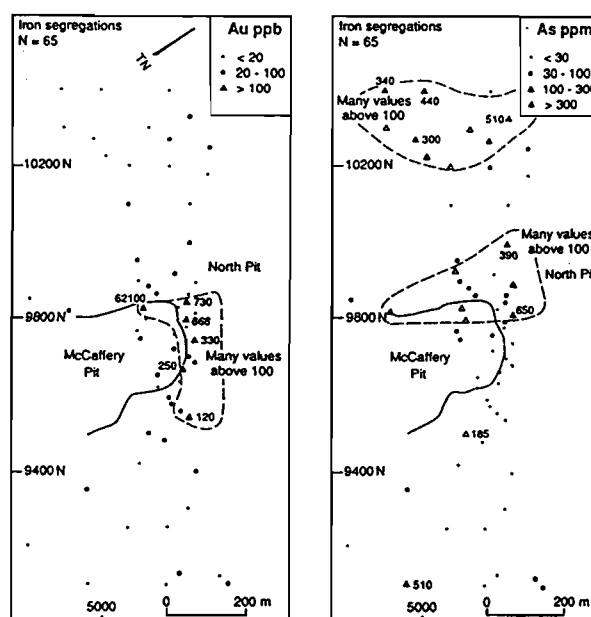 Iron segregations
N = 65
TN
Au ppb
< 20
20 - 100
> 100
10200 N
North Pit
62100
730
9800 N
668
McCaffery
Pit
330
250
Many values
above 100
120
9400 N
5000
0
200 m
Iron segregations
N = 65
As ppm
< 30
30 - 100
100 - 300
> 300
340
440
Many values
above 100
510
300
10200 N
Many values
above 100
390
North Pit
650
9800 N
McCaffery
Pit
185
9400 N
510
5000
0
200 m